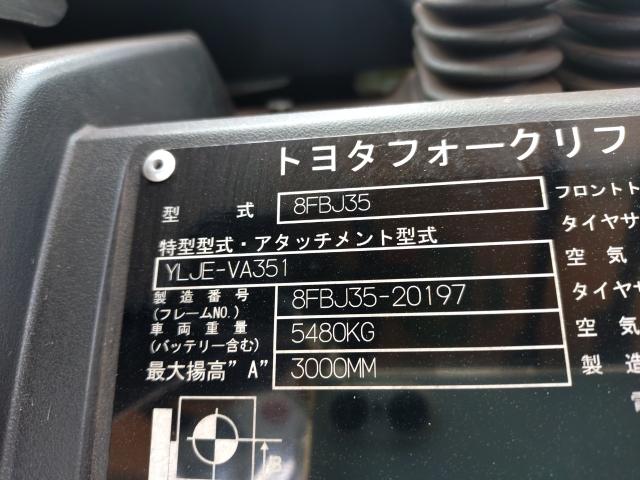 トヨタフォークリフ
型 式 8FBJ35 フロントト
特型型式・アタッチメント型式 タイヤサ
YLJE-VA351 空 気
製造番号 (フレームNO.) 8FBJ35-20197 タイヤサ
車両重量 (バッテリー含む) 5480KG 空 気
最大揚高"A" 3000MM 製 造
B